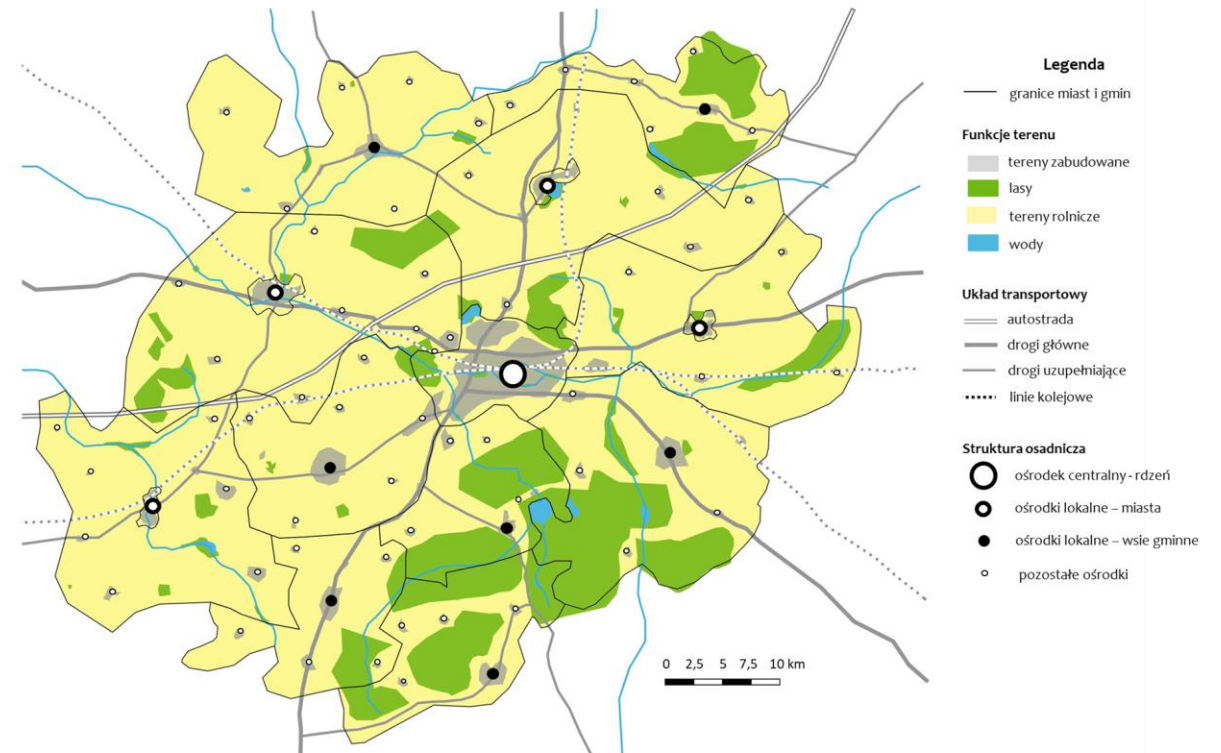 Legenda
granice miast i gmin
Funkcje terenu
tereny zabudowane
lasy
tereny rolnicze
wody
Układ transportowy
autostrada
drogi główne
drogi uzupełniające
linie kolejowe
Struktura osadnicza
ośrodek centralny - rdzeń
ośrodki lokalne – miasta
ośrodki lokalne – wsie gminne
pozostałe ośrodki
0 2,5 5 7,5 10 km